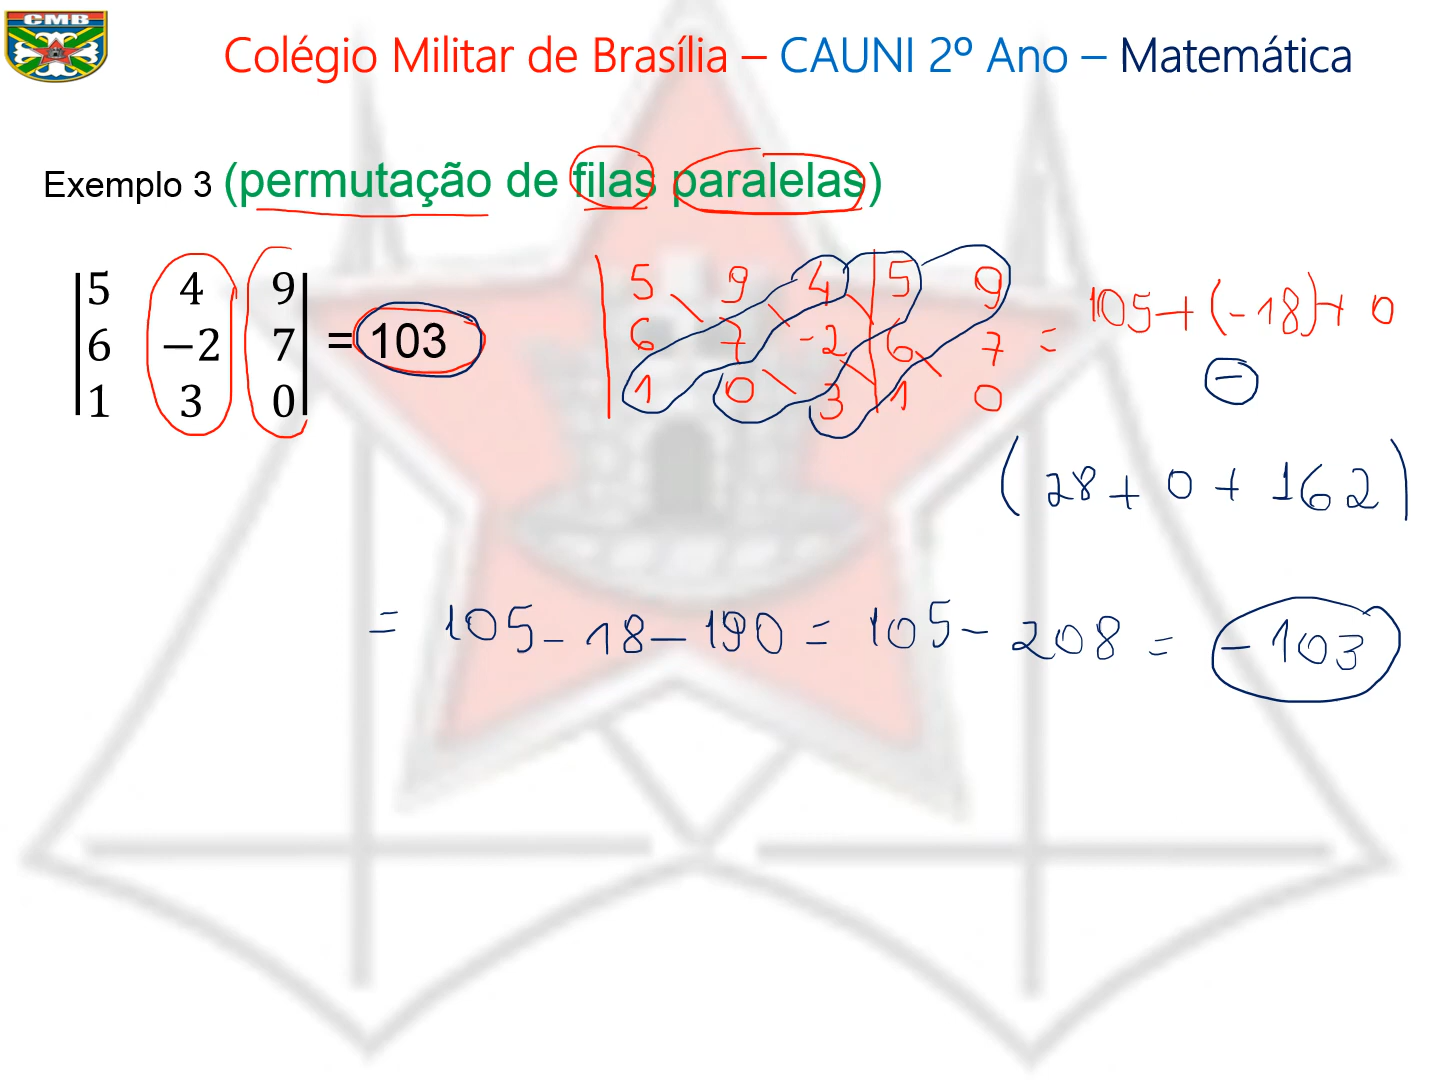 CMB
Colégio Militar de Brasília – CAUNI 2º Ano – Matemática
Exemplo 3 (permutação de filas paralelas)
5 4 9
6 −2 7
1 3 0
= 103
5 9 4 5 9
6 7 -2 6 7
1 0 3 1 0
= 105 + (-18) + 0
−
(28 + 0 + 162)
= 105 - 18 - 190 = 105 - 208 = - 103